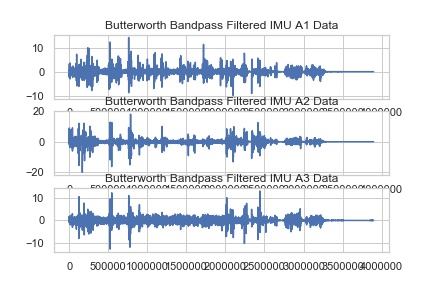 Butterworth Bandpass Filtered IMU A1 Data
10
0
−10
Butterworth Bandpass Filtered IMU A2 Data
20
0
−20
Butterworth Bandpass Filtered IMU A3 Data
10
0
−10
0 500000 1000000 1500000 2000000 2500000 3000000 3500000 4000000